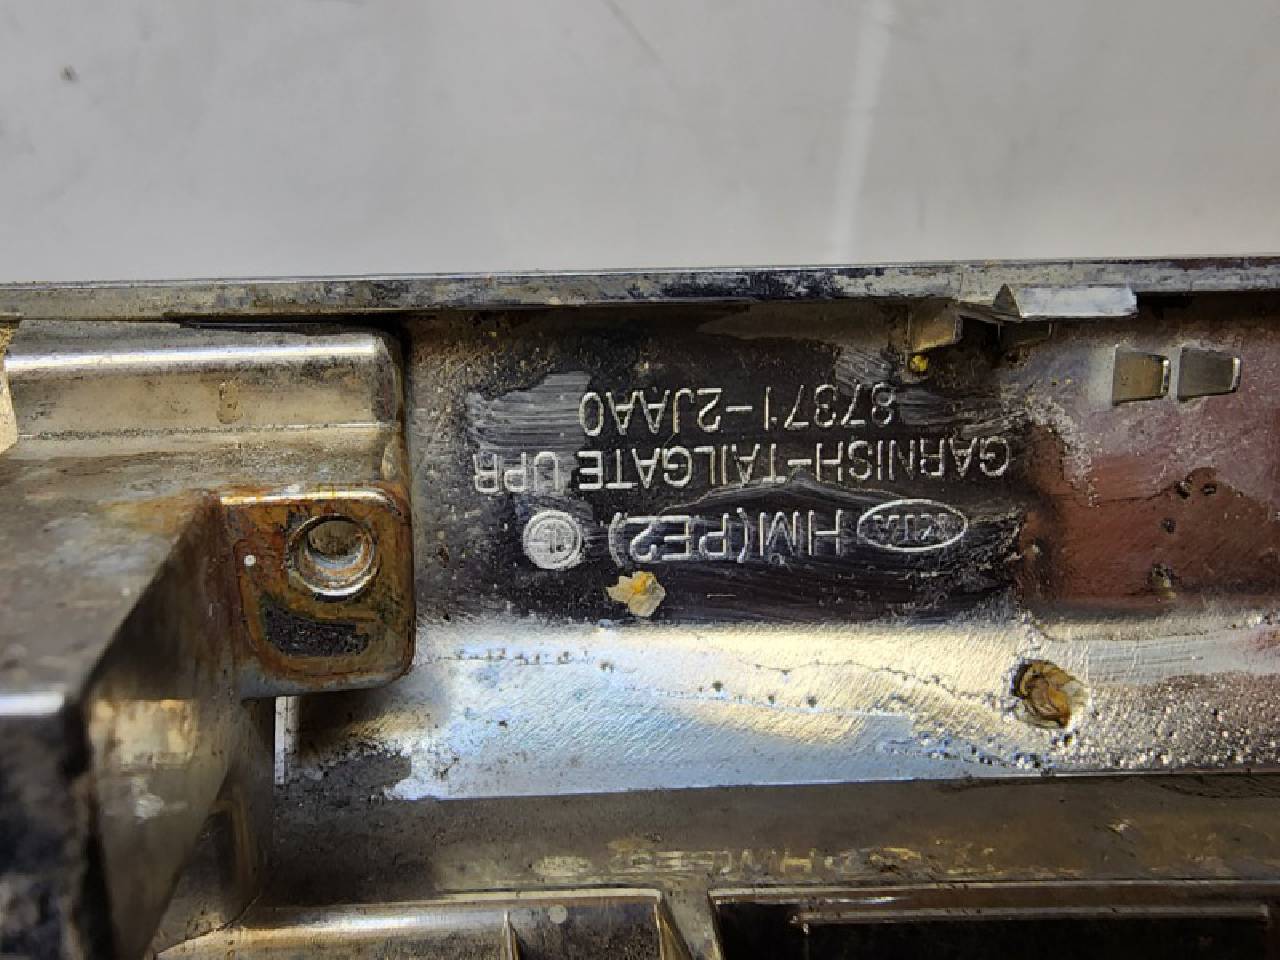 KIA HM(PE2)
GARNISH-TAILGATE UPR
87371-2JAA0